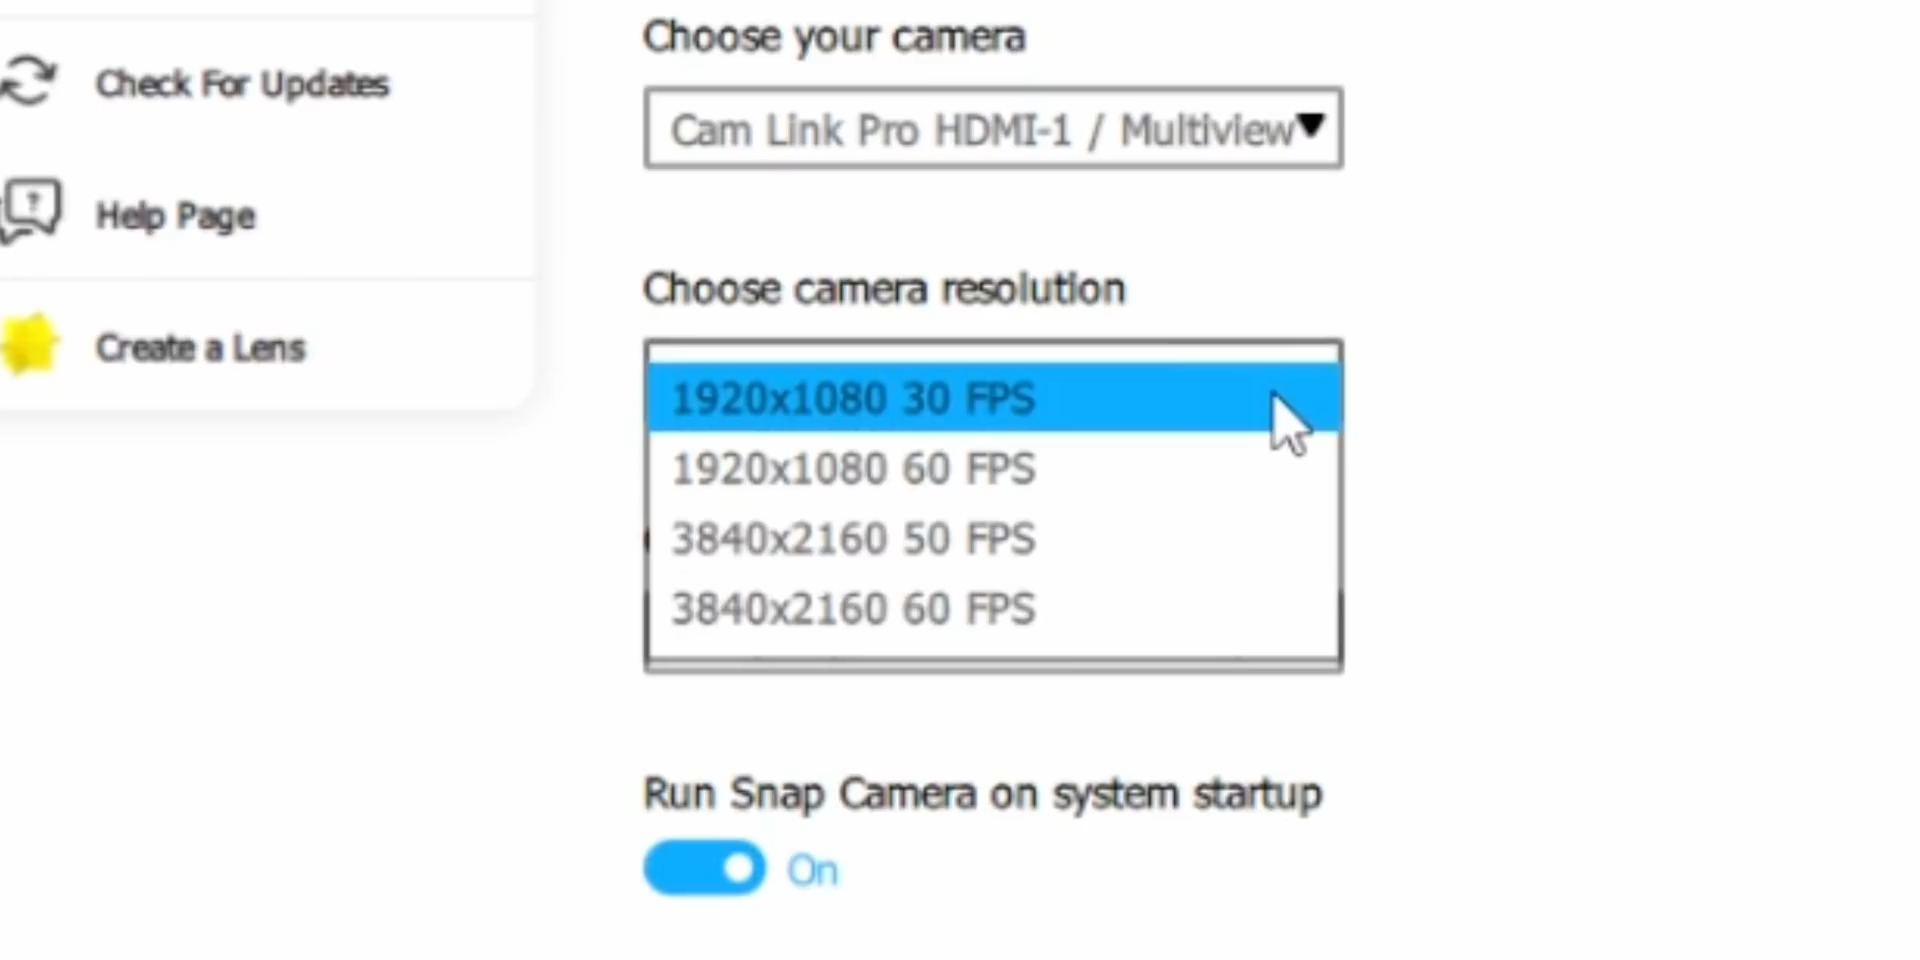 Check For Updates
Help Page
Create a Lens
Choose your camera
Cam Link Pro HDMI-1 / Multiview
Choose camera resolution
1920x1080 30 FPS
1920x1080 60 FPS
3840x2160 50 FPS
3840x2160 60 FPS
Run Snap Camera on system startup
On